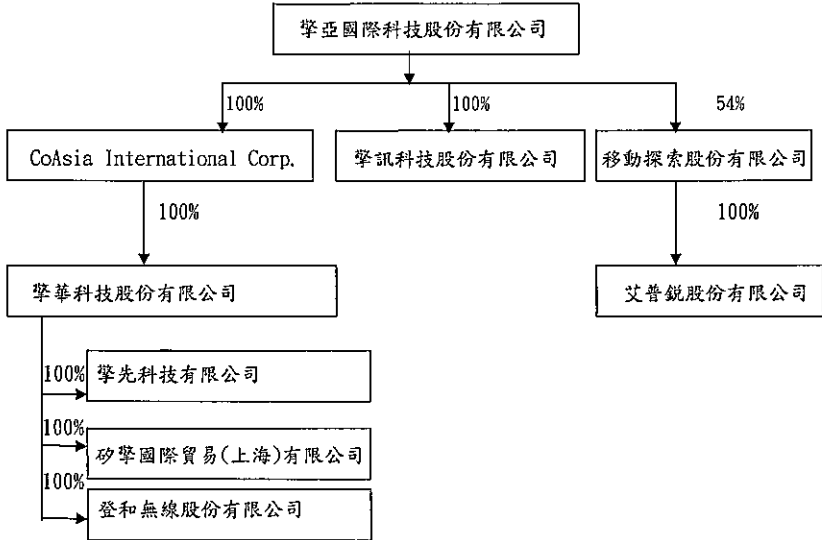 擎亞國際科技股份有限公司
100%
100%
54%
CoAsia International Corp.
擎訊科技股份有限公司
移動探索股份有限公司
100%
100%
擎華科技股份有限公司
艾普銳股份有限公司
100%
擎先科技有限公司
100%
矽擎國際貿易(上海)有限公司
100%
登和無線股份有限公司